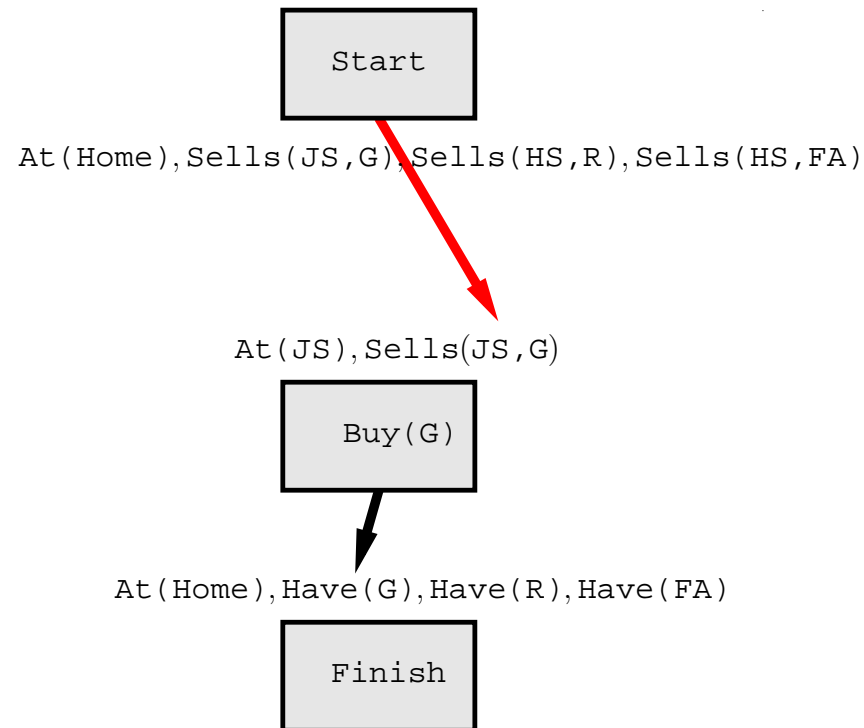 Start
At(Home),Sells(JS,G),Sells(HS,R),Sells(HS,FA)
At(JS),Sells(JS,G)
Buy(G)
At(Home),Have(G),Have(R),Have(FA)
Finish